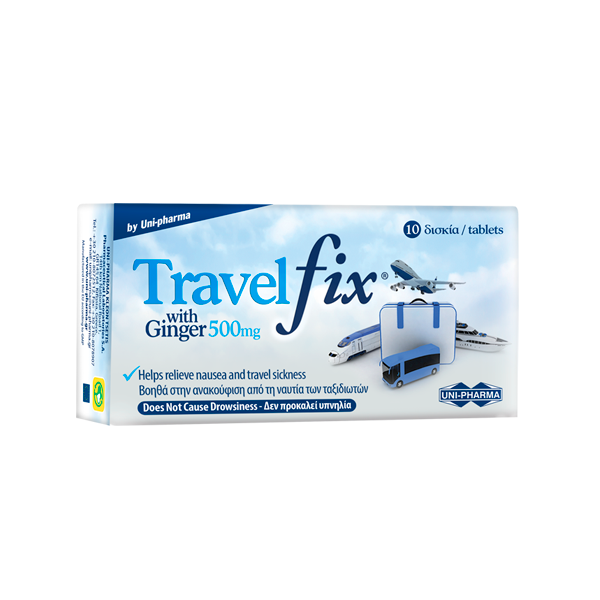 by Uni-pharma
10 δισκία / tablets
Travel fix®
with
Ginger 500mg
Helps relieve nausea and travel sickness
Βοηθά στην ανακούφιση από τη ναυτία των ταξιδιωτών
Does Not Cause Drowsiness - Δεν προκαλεί υπνηλία
UNI-PHARMA